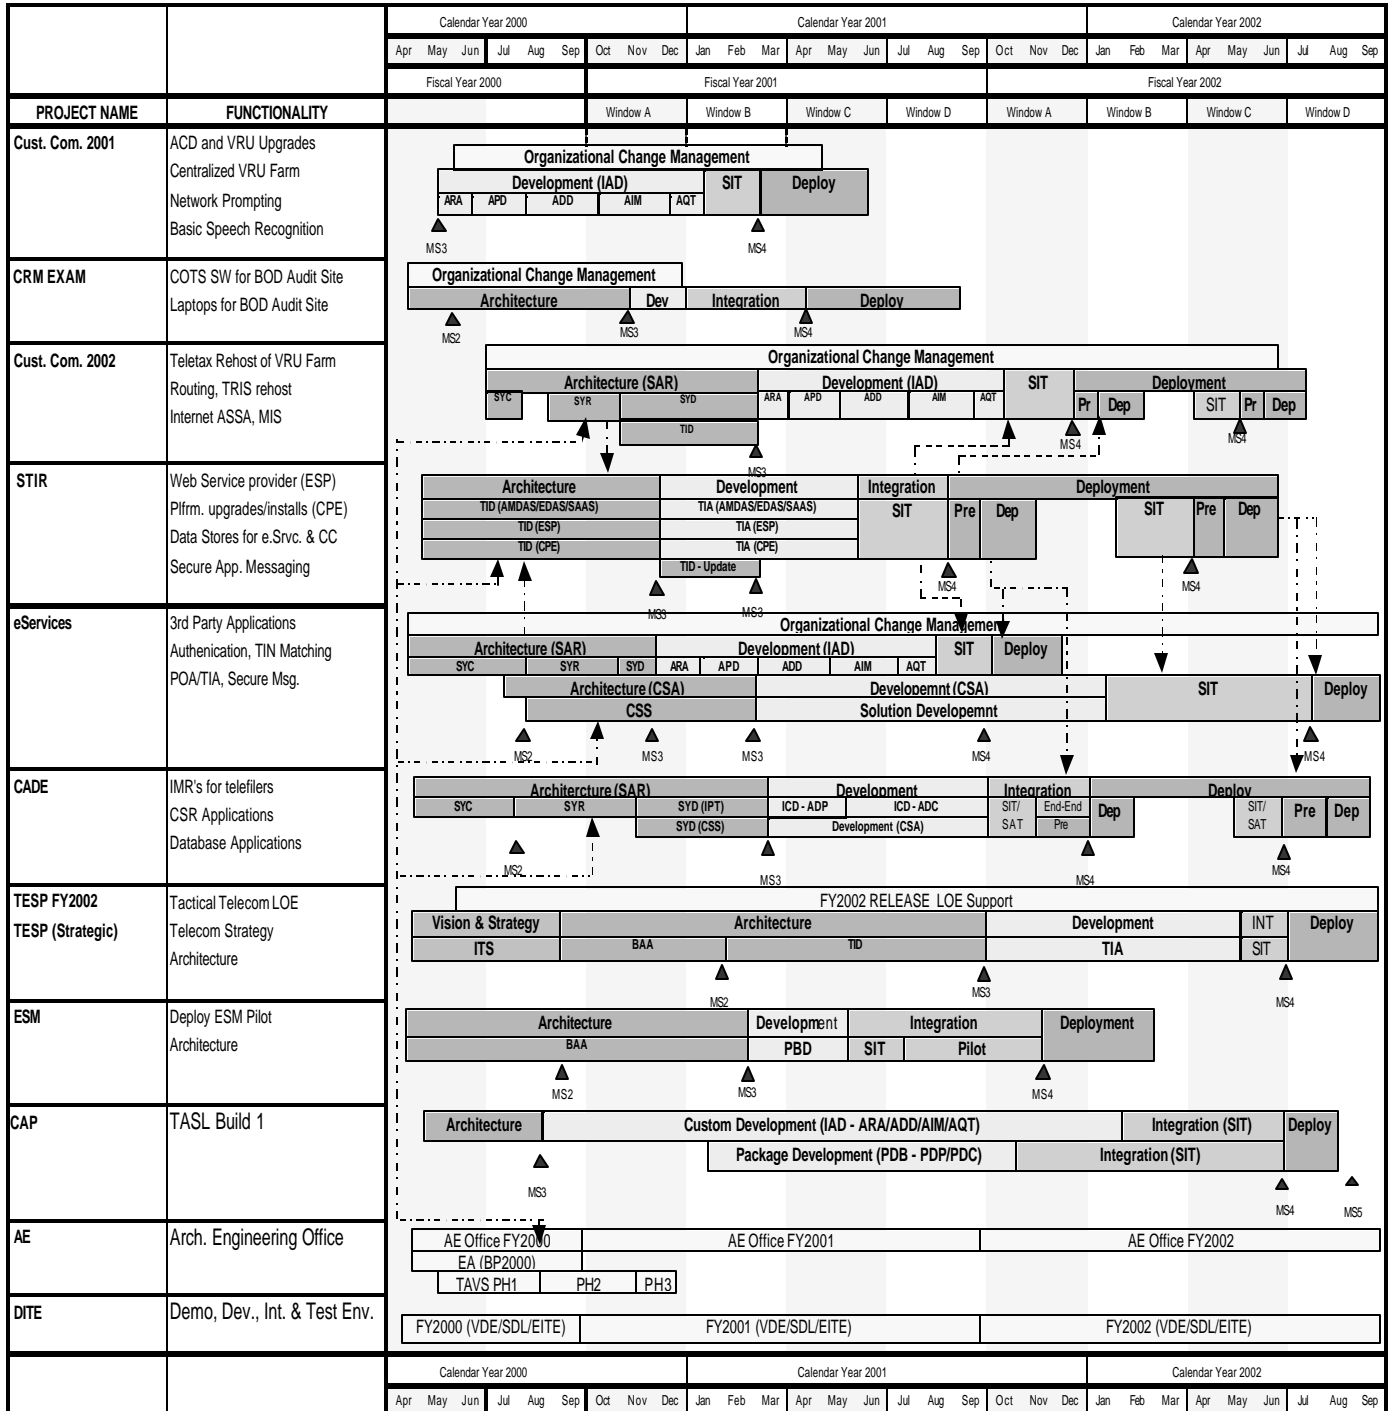 Calendar Year 2000 Calendar Year 2001 Calendar Year 2002
Apr May Jun Jul Aug Sep Oct Nov Dec Jan Feb Mar Apr May Jun Jul Aug Sep Oct Nov Dec Jan Feb Mar Apr May Jun Jul Aug Sep
Fiscal Year 2000 Fiscal Year 2001 Fiscal Year 2002
PROJECT NAME FUNCTIONALITY Window A Window B Window C Window D Window A Window B Window C Window D
Cust. Com. 2001 ACD and VRU Upgrades
Centralized VRU Farm
Network Prompting
Basic Speech Recognition
Organizational Change Management
Development (IAD) SIT Deploy
ARA APD ADD AIM AQT
MS3 MS4
CRM EXAM COTS SW for BOD Audit Site
Laptops for BOD Audit Site
Organizational Change Management
Architecture Dev Integration Deploy
MS2 MS3 MS4
Cust. Com. 2002 Teletax Rehost of VRU Farm
Routing, TRIS rehost
Internet ASSA, MIS
Organizational Change Management
Architecture (SAR) Development (IAD) SIT Deployment
SYC SYR SYD ARA APD ADD AIM AQT Pr Dep SIT Pr Dep
TID
MS3 MS4 MS4
STIR Web Service provider (ESP)
Plfrm. upgrades/installs (CPE)
Data Stores for e.Srvc. & CC
Secure App. Messaging
Architecture Development Integration Deployment
TID (AMDAS/EDAS/SAAS) TIA (AMDAS/EDAS/SAAS) SIT Pre Dep SIT Pre Dep
TID (ESP) TIA (ESP)
TID (CPE) TIA (CPE)
TID - Update
MS3 MS3 MS4 MS4
eServices 3rd Party Applications
Authenication, TIN Matching
POA/TIA, Secure Msg.
Organizational Change Management
Architecture (SAR) Development (IAD) SIT Deploy
SYC SYR SYD ARA APD ADD AIM AQT
Architecture (CSA) Developemnt (CSA) SIT Deploy
CSS Solution Developemnt
MS2 MS3 MS3 MS4 MS4
CADE IMR's for telefilers
CSR Applications
Database Applications
Architercture (SAR) Development Integration Deploy
SYC SYR SYD (IPT) ICD - ADP ICD - ADC SIT/ SAT End-End Dep SIT/ SAT Pre Dep
SYD (CSS) Development (CSA) Pre
MS2 MS3 MS4 MS4
TESP FY2002 Tactical Telecom LOE
TESP (Strategic) Telecom Strategy
Architecture
FY2002 RELEASE LOE Support
Vision & Strategy Architecture Development INT Deploy
ITS BAA TID TIA SIT
MS2 MS3 MS4
ESM Deploy ESM Pilot
Architecture
Architecture Development Integration Deployment
BAA PBD SIT Pilot
MS2 MS3 MS4
CAP TASL Build 1
Architecture Custom Development (IAD - ARA/ADD/AIM/AQT) Integration (SIT) Deploy
Package Development (PDB - PDP/PDC) Integration (SIT)
MS3 MS4 MS5
AE Arch. Engineering Office
AE Office FY2000 AE Office FY2001 AE Office FY2002
EA (BP2000)
TAVS PH1 PH2 PH3
DITE Demo, Dev., Int. & Test Env.
FY2000 (VDE/SDL/EITE) FY2001 (VDE/SDL/EITE) FY2002 (VDE/SDL/EITE)
Calendar Year 2000 Calendar Year 2001 Calendar Year 2002
Apr May Jun Jul Aug Sep Oct Nov Dec Jan Feb Mar Apr May Jun Jul Aug Sep Oct Nov Dec Jan Feb Mar Apr May Jun Jul Aug Sep